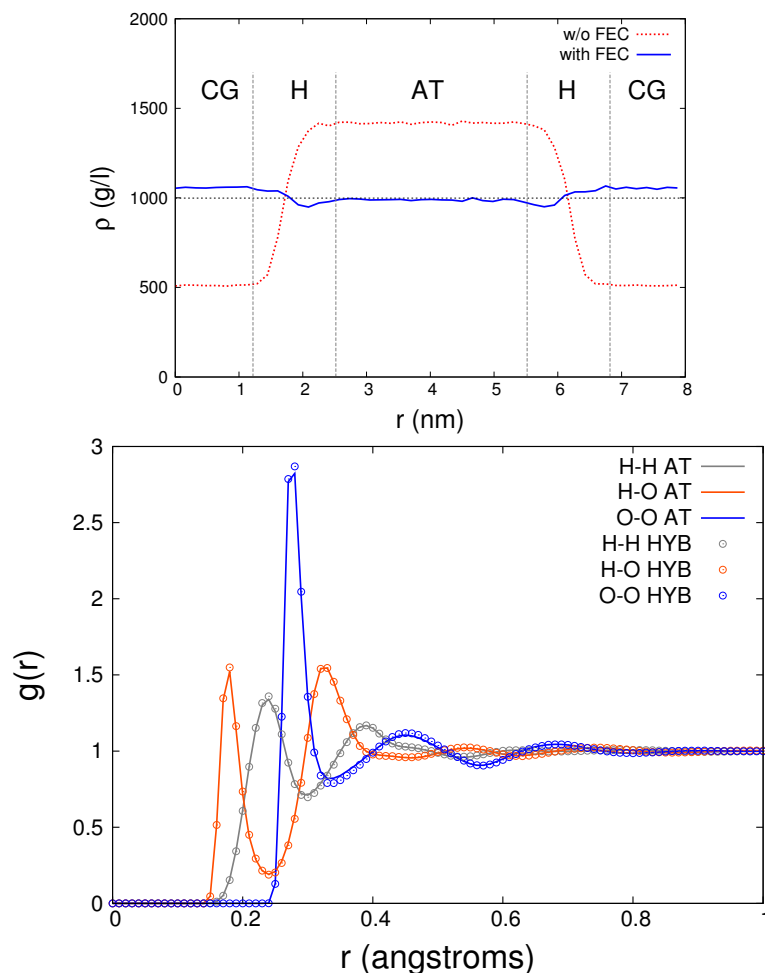 2000
1500
1000
500
0
ρ (g/l)
w/o FEC
with FEC
CG H AT H CG
0 1 2 3 4 5 6 7 8
r (nm)
3
2.5
2
1.5
1
0.5
0
g(r)
H-H AT
H-O AT
O-O AT
H-H HYB
H-O HYB
O-O HYB
0 0.2 0.4 0.6 0.8 1
r (angstroms)